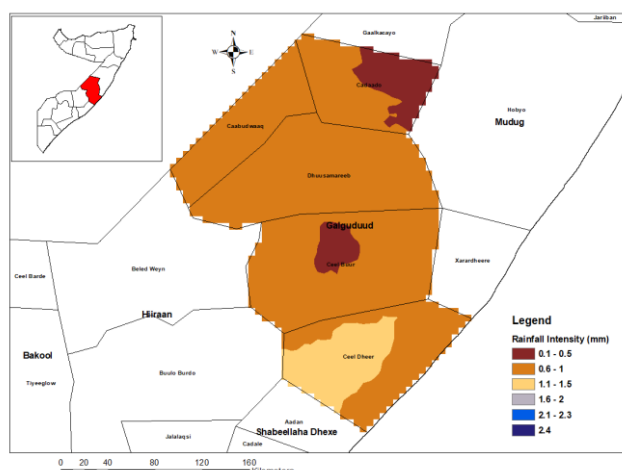 Jariiban
Gaalkacayo
N
W E
S
Cadaado
Hobyo
Mudug
Caabudwaaq
Dhuusamareeb
Galguduud
Ceel Buur
Xarardheere
Ceel Barde
Beled Weyn
Hiiraan
Bakool
Tiyeeglow
Buulo Burde
Ceel Dheer
Aadan
Shabeellaha Dhexe
Jalalaqsi
Cadale
Legend
Rainfall Intensity (mm)
0.1 - 0.5
0.6 - 1
1.1 - 1.5
1.6 - 2
2.1 - 2.3
2.4
0 20 40 80 120 160
Kilometers